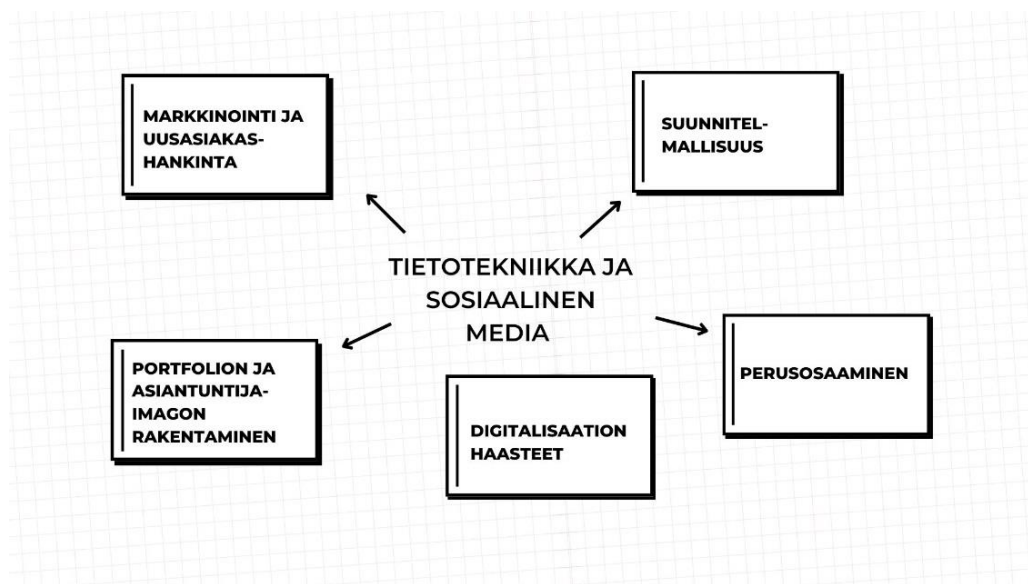 MARKKINOINTI JA
UUSASIAKAS-
HANKINTA
SUUNNITEL-
MALLISUUS
TIETOTEKNIIKKA JA
SOSIAALINEN
MEDIA
PORTFOLION JA
ASIANTUNTIJA-
IMAGON
RAKENTAMINEN
DIGITALISAATION
HAASTEET
PERUSOSAAMINEN